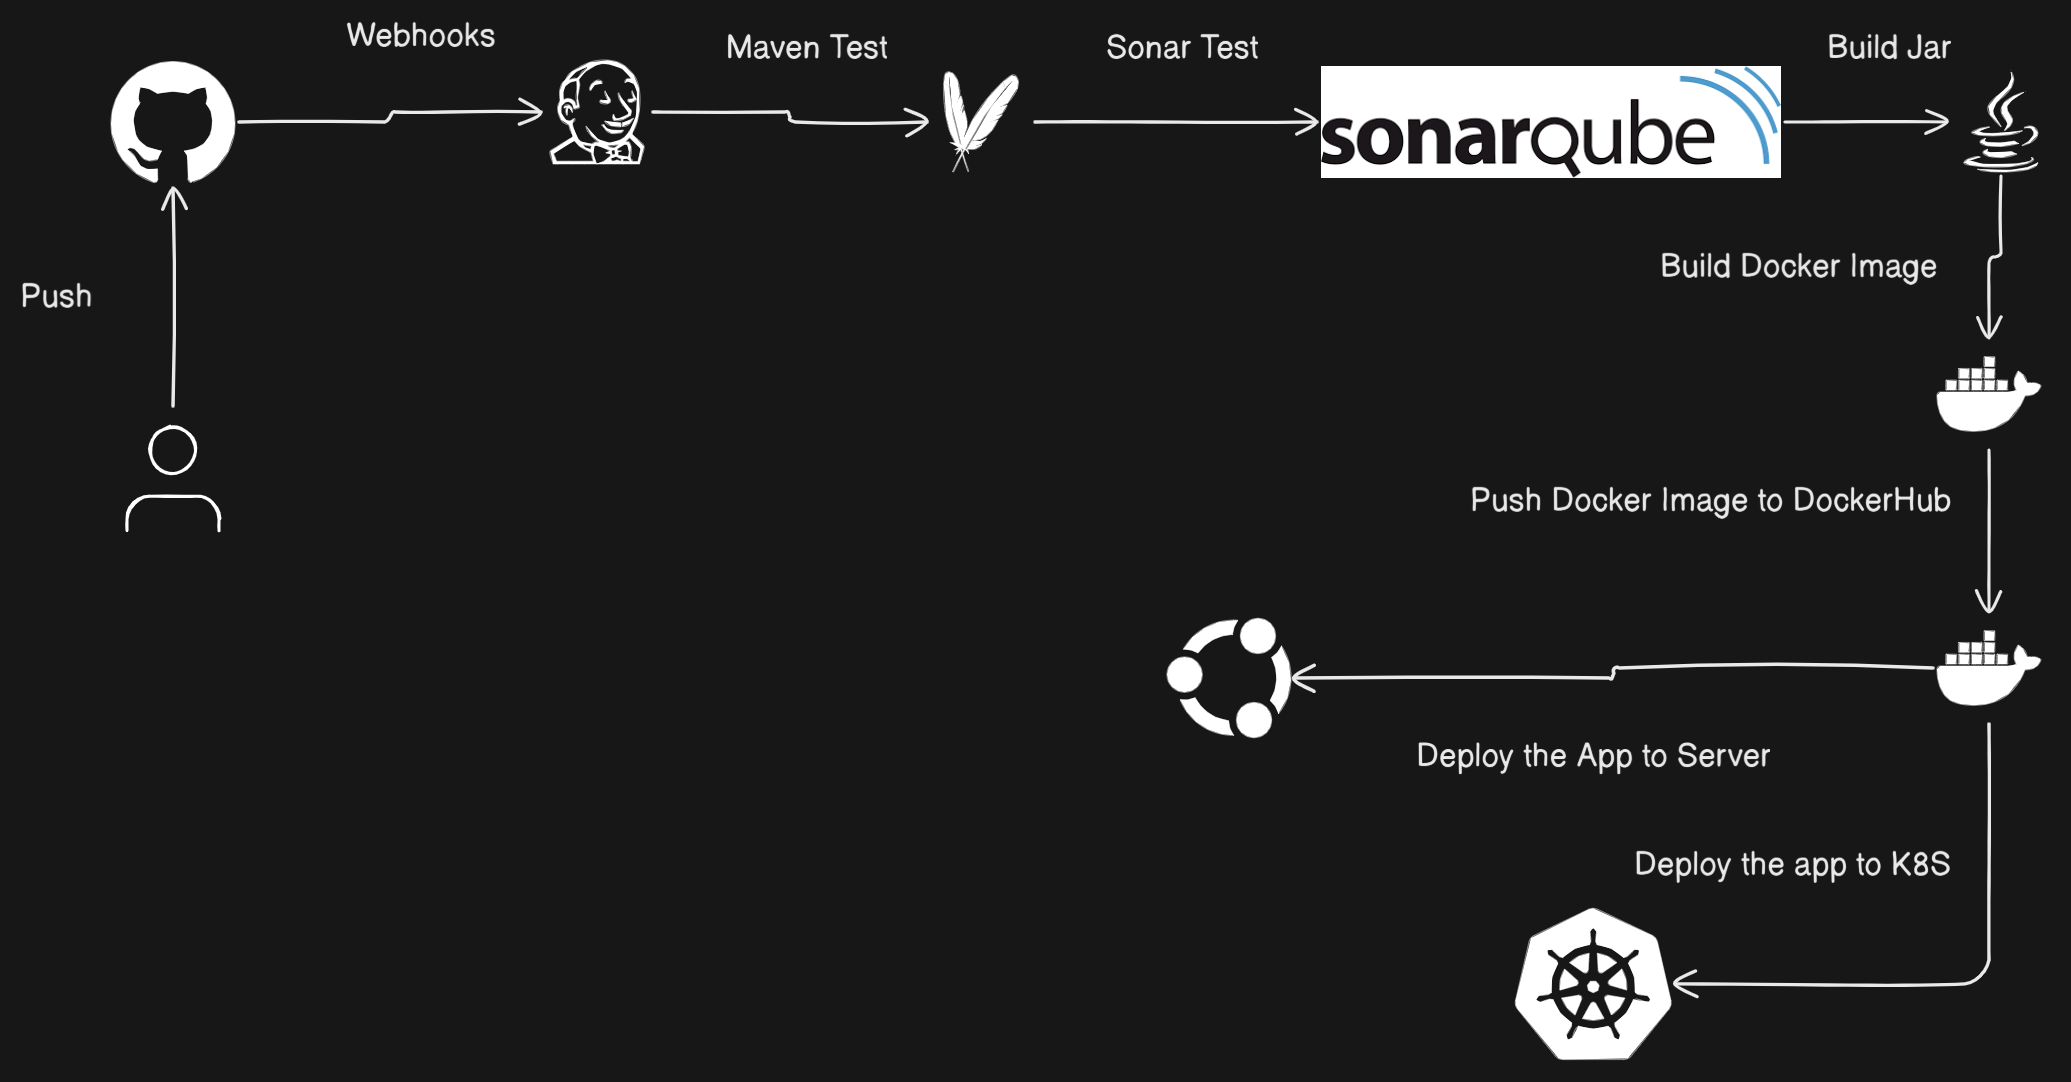 Webhooks
Maven Test
Sonar Test
Build Jar
sonarqube
Push
Build Docker Image
Push Docker Image to DockerHub
Deploy the App to Server
Deploy the app to K8S